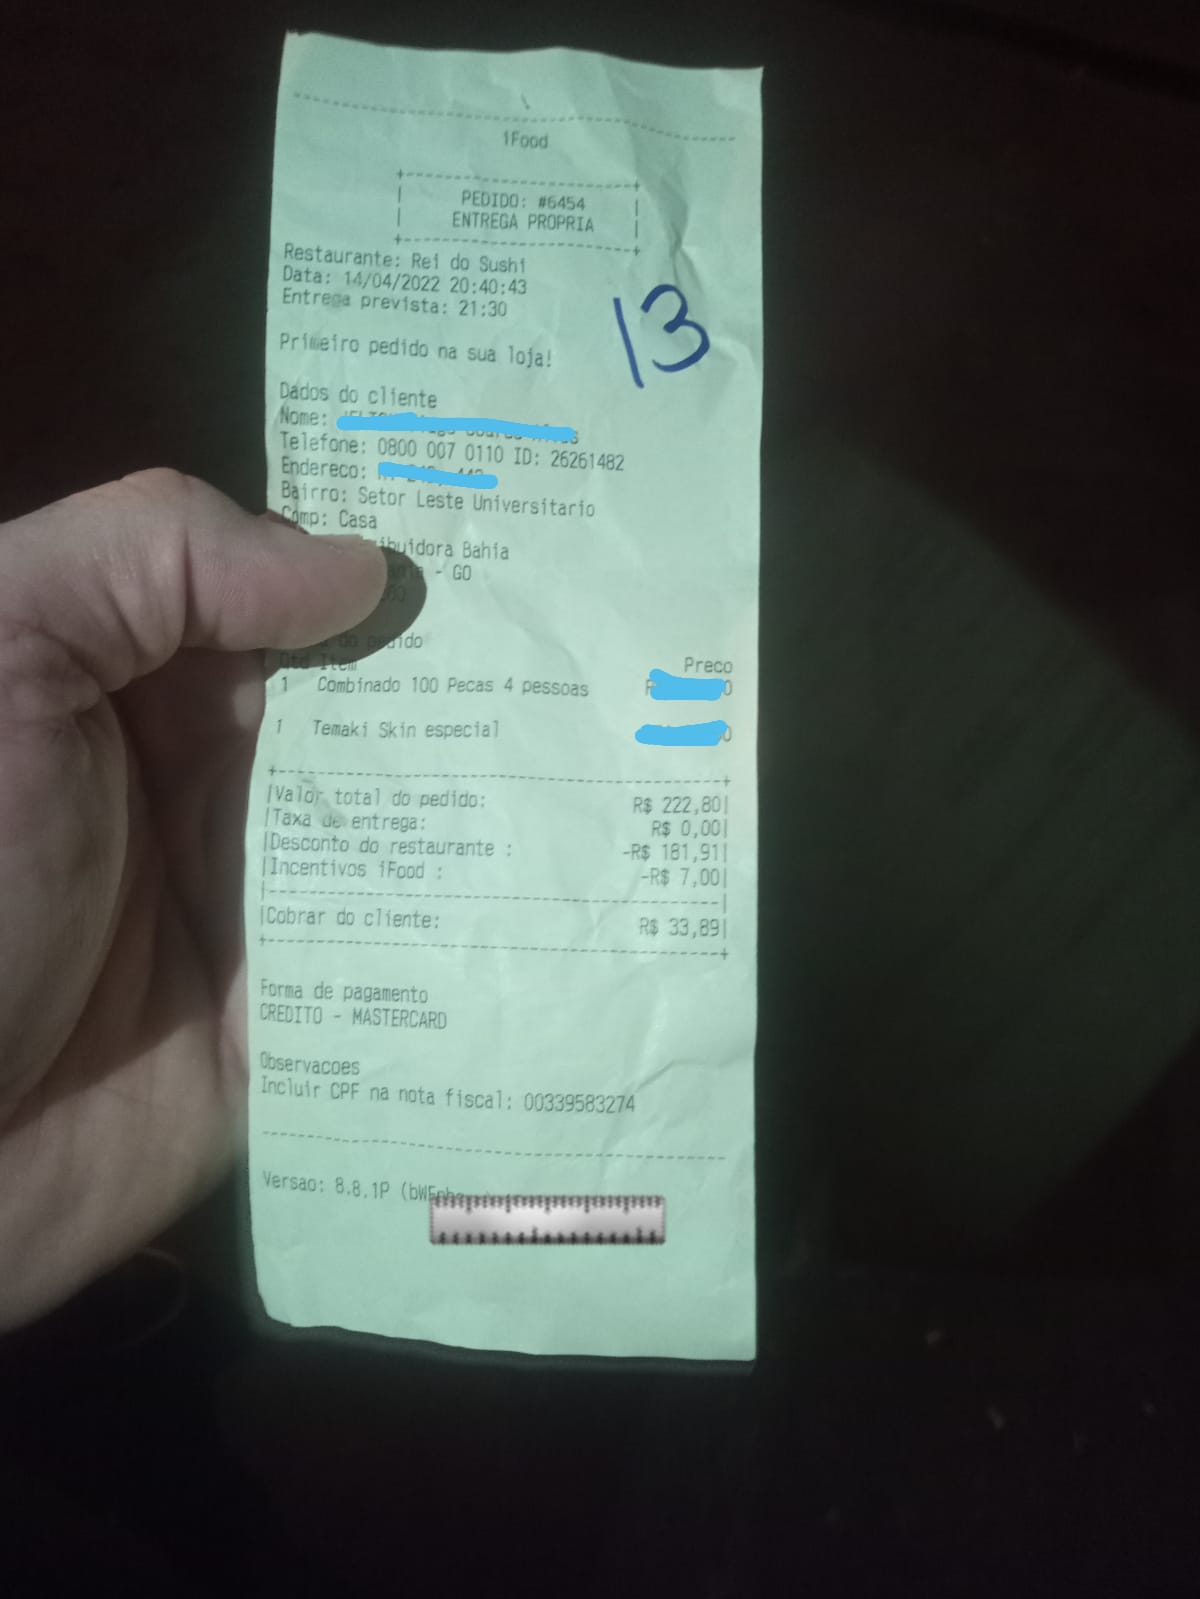 iFood
PEDIDO: #6454
ENTREGA PROPRIA
Restaurante: Rei do Sushi
Data: 14/04/2022 20:40:43
Entrega prevista: 21:30
13
Primeiro pedido na sua loja!
Dados do cliente
Nome:
Telefone: 0800 007 0110 ID: 26261482
Endereco:
Bairro: Setor Leste Universitario
Comp: Casa
Bahia
- GO
do pedido
Qtd Item Preco
1 Combinado 100 Pecas 4 pessoas
1 Temaki Skin especial
Valor total do pedido: R$ 222,80
Taxa de entrega: R$ 0,00
Desconto do restaurante : -R$ 181,91
Incentivos iFood : -R$ 7,00
Cobrar do cliente: R$ 33,89
Forma de pagamento
CREDITO - MASTERCARD
Observacoes
Incluir CPF na nota fiscal: 00339583274
Versao: 8.8.1P